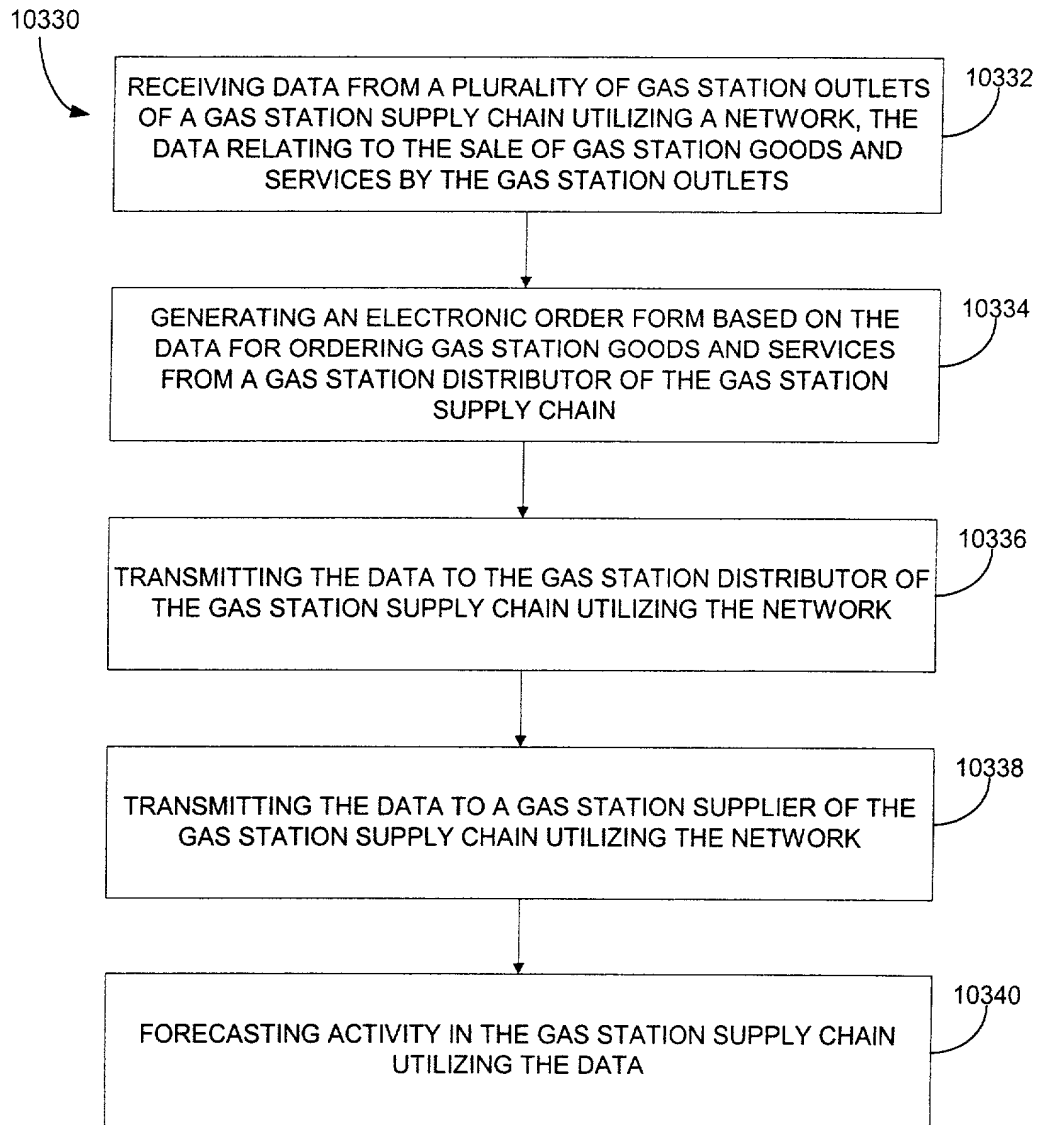 10330
RECEIVING DATA FROM A PLURALITY OF GAS STATION OUTLETS
OF A GAS STATION SUPPLY CHAIN UTILIZING A NETWORK, THE
DATA RELATING TO THE SALE OF GAS STATION GOODS AND
SERVICES BY THE GAS STATION OUTLETS
10332
GENERATING AN ELECTRONIC ORDER FORM BASED ON THE
DATA FOR ORDERING GAS STATION GOODS AND SERVICES
FROM A GAS STATION DISTRIBUTOR OF THE GAS STATION
SUPPLY CHAIN
10334
TRANSMITTING THE DATA TO THE GAS STATION DISTRIBUTOR OF
THE GAS STATION SUPPLY CHAIN UTILIZING THE NETWORK
10336
TRANSMITTING THE DATA TO A GAS STATION SUPPLIER OF THE
GAS STATION SUPPLY CHAIN UTILIZING THE NETWORK
10338
FORECASTING ACTIVITY IN THE GAS STATION SUPPLY CHAIN
UTILIZING THE DATA
10340